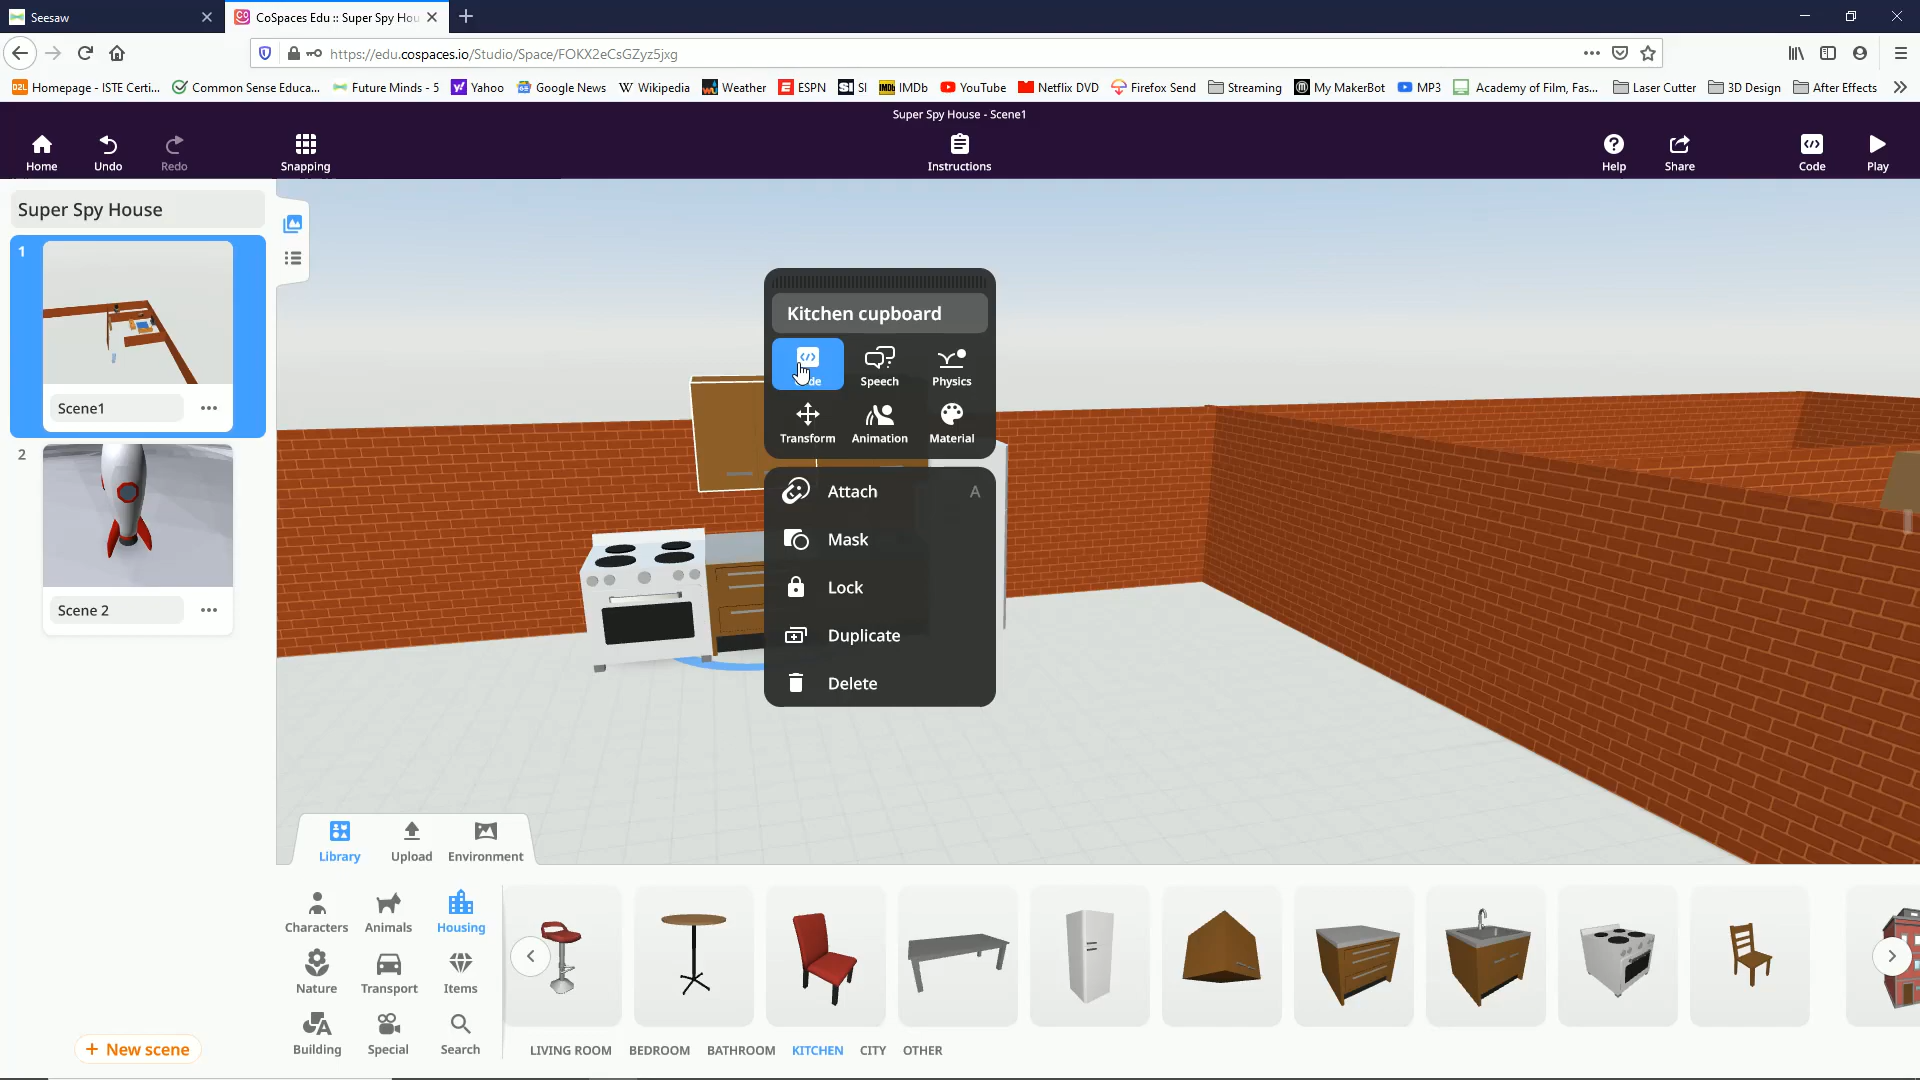 Seesaw
CoSpaces Edu :: Super Spy Hou
https://edu.cospaces.io/Studio/Space/FOKX2eCsGZyz5jxg
Homepage - ISTE Certi...
Common Sense Educa...
Future Minds - 5
Yahoo
Google News
Wikipedia
Weather
ESPN
SI
IMDb
YouTube
Netflix DVD
Firefox Send
Streaming
My MakerBot
MP3
Academy of Film, Fas...
Laser Cutter
3D Design
After Effects
Super Spy House - Scene1
Home
Undo
Redo
Snapping
Instructions
Help
Share
Code
Play
Super Spy House
1
Scene1
2
Scene 2
+ New scene
Kitchen cupboard
Speech
Physics
Transform
Animation
Material
Attach A
Mask
Lock
Duplicate
Delete
Library
Upload
Environment
Characters
Animals
Housing
Nature
Transport
Items
Building
Special
Search
LIVING ROOM
BEDROOM
BATHROOM
KITCHEN
CITY
OTHER